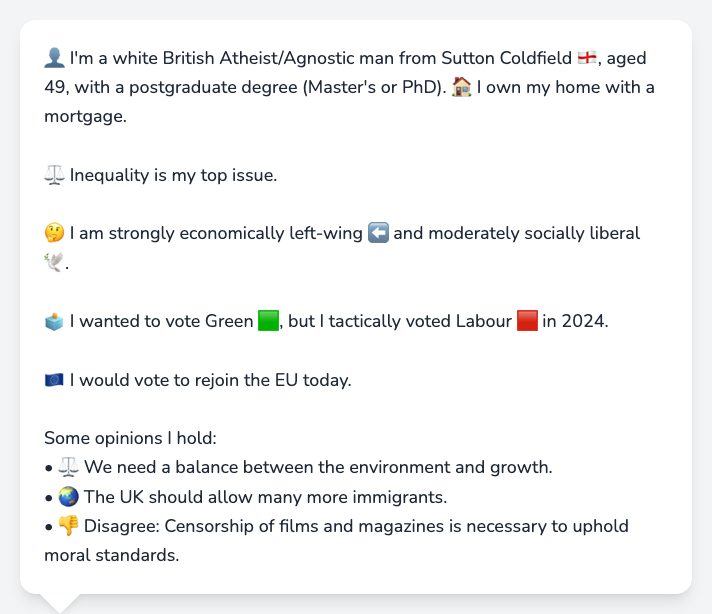 👤 I'm a white British Atheist/Agnostic man from Sutton Coldfield 🏴󠁧󠁢󠁥󠁮󠁧󠁿, aged
49, with a postgraduate degree (Master's or PhD). 🏠 I own my home with a
mortgage.
⚖️ Inequality is my top issue.
🤔 I am strongly economically left-wing ⬅️ and moderately socially liberal
🕊️.
🗳️ I wanted to vote Green 🟩, but I tactically voted Labour 🟥 in 2024.
🇪🇺 I would vote to rejoin the EU today.
Some opinions I hold:
• ⚖️ We need a balance between the environment and growth.
• 🌏 The UK should allow many more immigrants.
• 👎 Disagree: Censorship of films and magazines is necessary to uphold
moral standards.